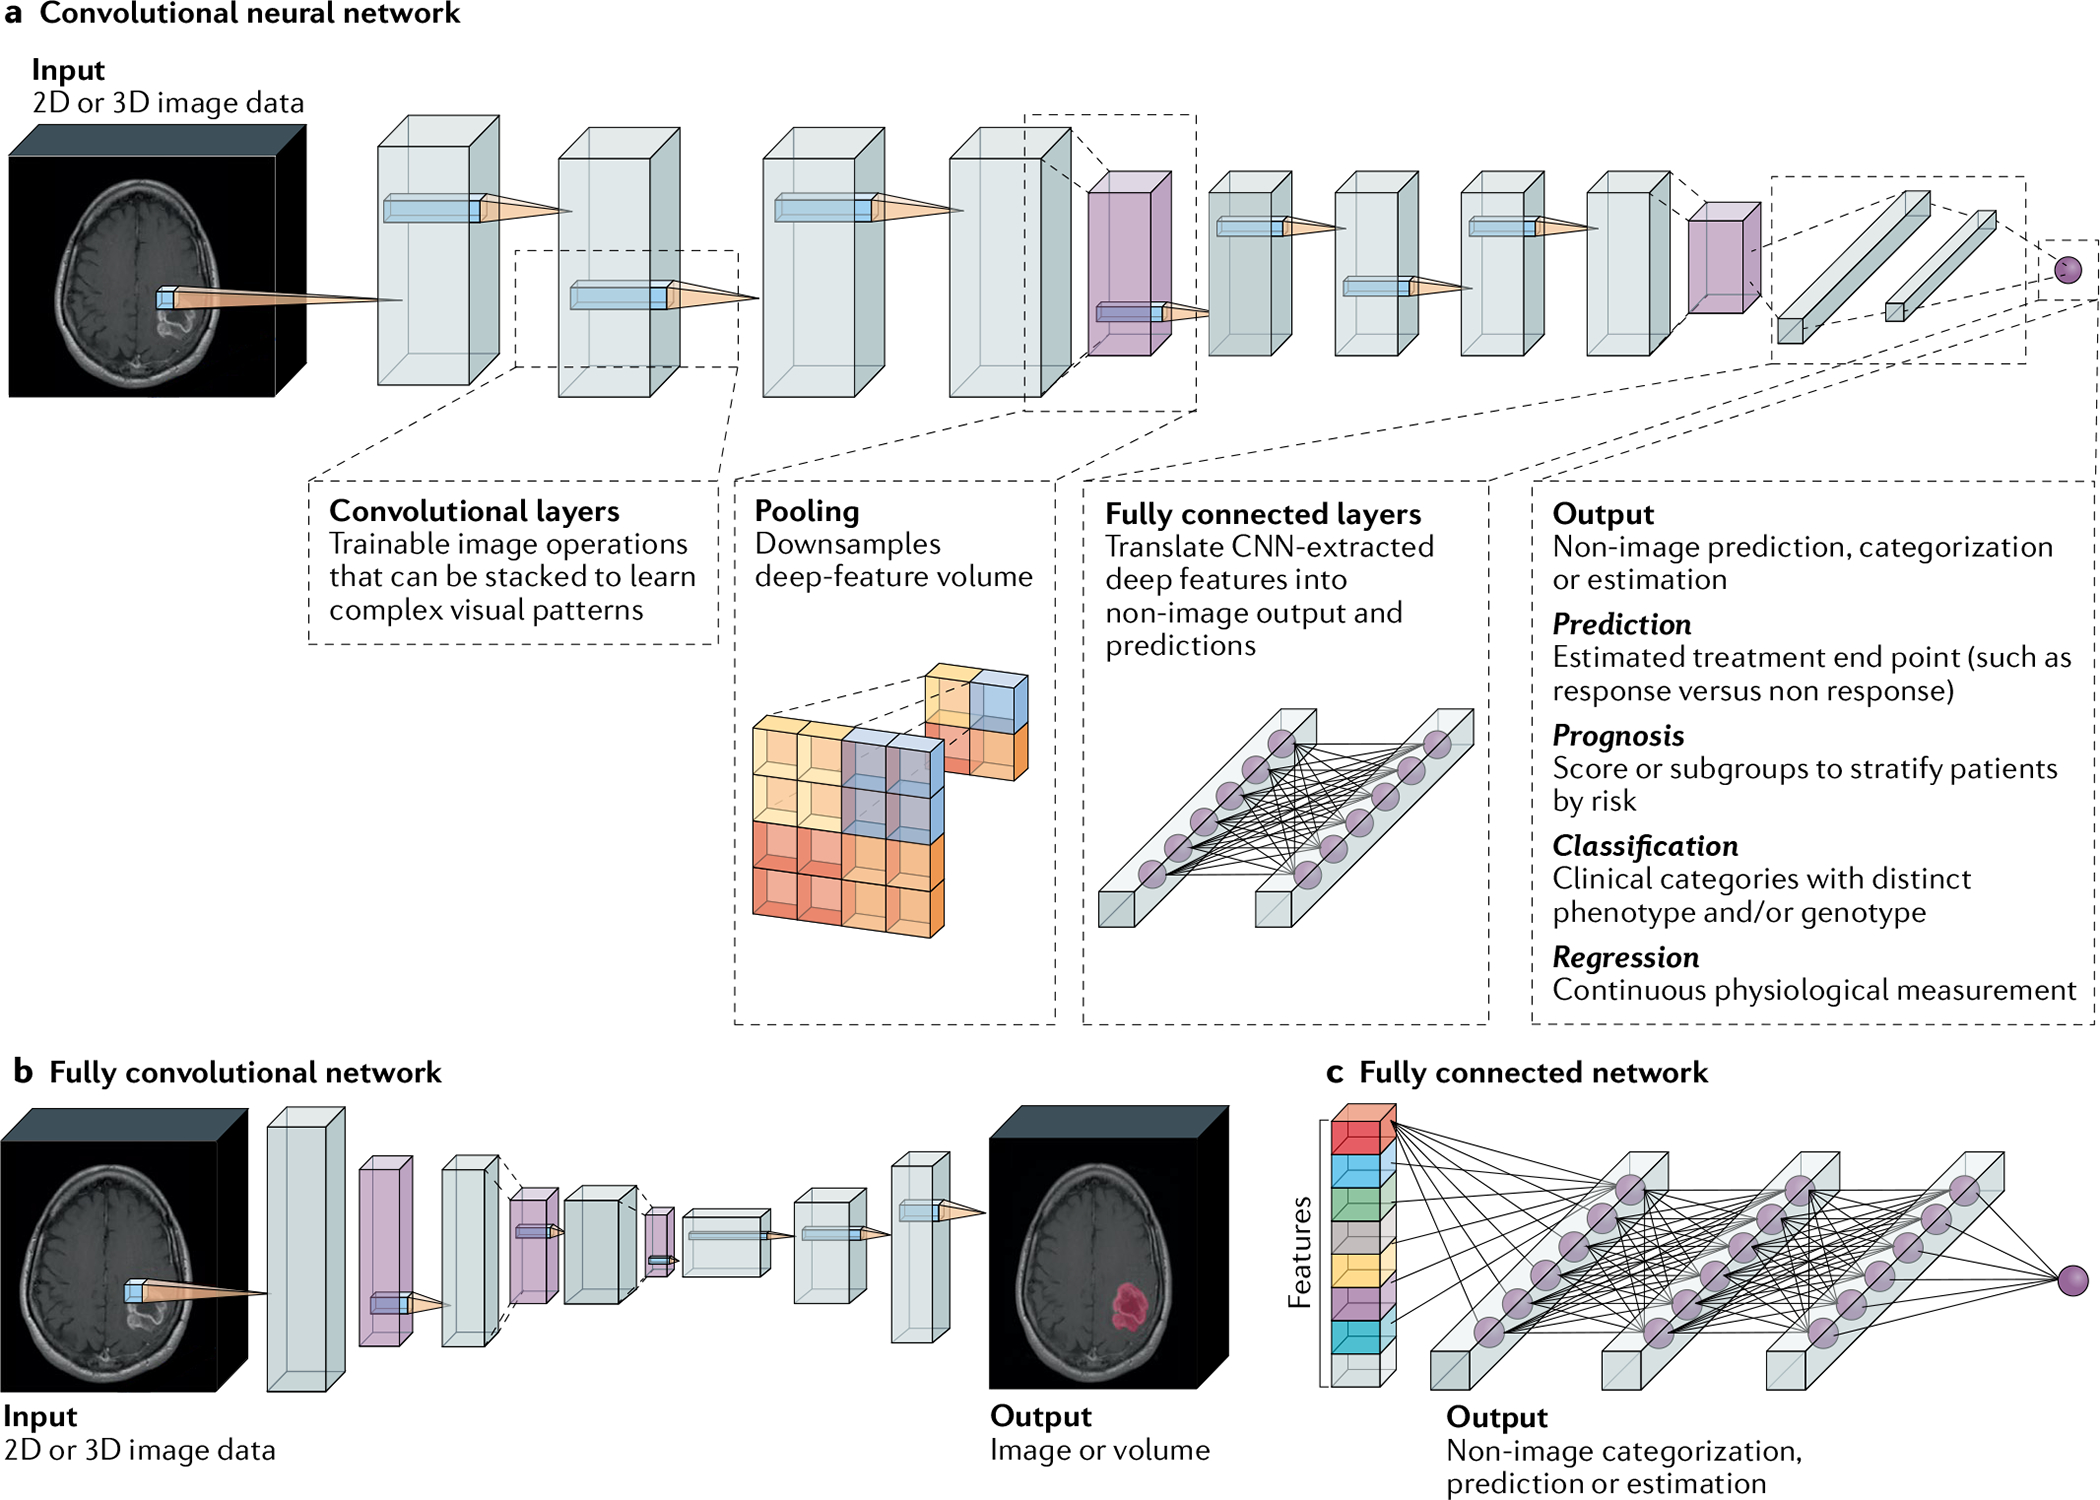 a Convolutional neural network
Input
2D or 3D image data
Convolutional layers
Trainable image operations
that can be stacked to learn
complex visual patterns
Pooling
Downsamples
deep-feature volume
Fully connected layers
Translate CNN-extracted
deep features into
non-image output and
predictions
Output
Non-image prediction, categorization
or estimation
Prediction
Estimated treatment end point (such as
response versus non response)
Prognosis
Score or subgroups to stratify patients
by risk
Classification
Clinical categories with distinct
phenotype and/or genotype
Regression
Continuous physiological measurement
b Fully convolutional network
Input
2D or 3D image data
Output
Image or volume
c Fully connected network
Features
Output
Non-image categorization,
prediction or estimation